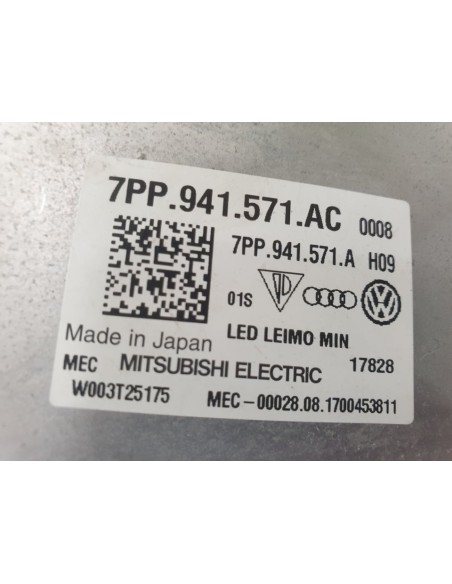 7PP.941.571.AC 0008
7PP.941.571.A H09
01S
LED LEIMO MIN
Made in Japan 17828
MEC MITSUBISHI ELECTRIC
W003T25175 MEC-00028.08.1700453811